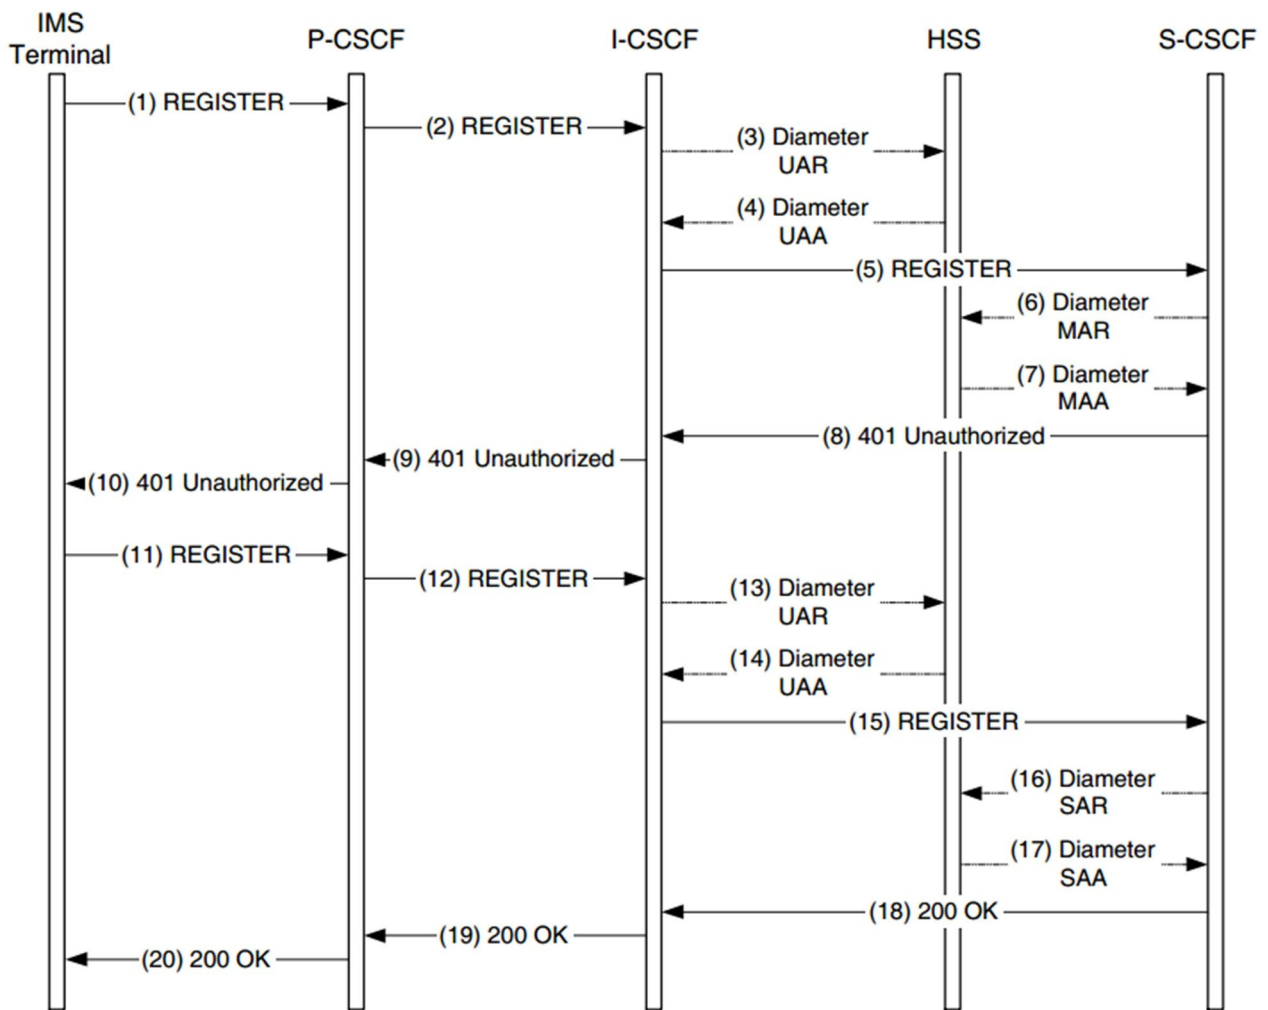 IMS
Terminal
P-CSCF
I-CSCF
HSS
S-CSCF
(1) REGISTER
(2) REGISTER
(3) Diameter
UAR
(4) Diameter
UAA
(5) REGISTER
(6) Diameter
MAR
(7) Diameter
MAA
(8) 401 Unauthorized
(9) 401 Unauthorized
(10) 401 Unauthorized
(11) REGISTER
(12) REGISTER
(13) Diameter
UAR
(14) Diameter
UAA
(15) REGISTER
(16) Diameter
SAR
(17) Diameter
SAA
(18) 200 OK
(19) 200 OK
(20) 200 OK